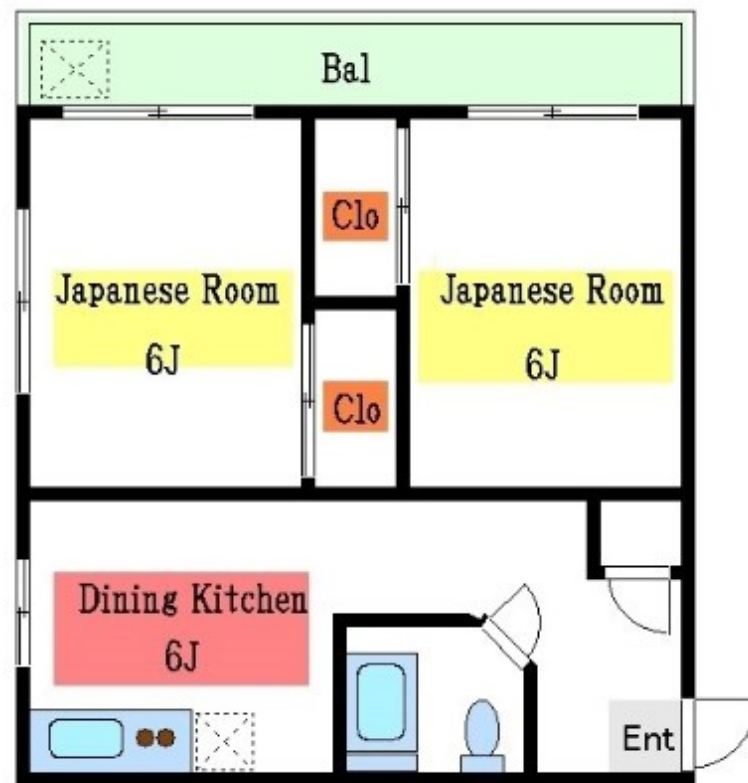 Bal
Clo
Japanese Room
6J
Japanese Room
6J
Clo
Dining Kitchen
6J
Ent